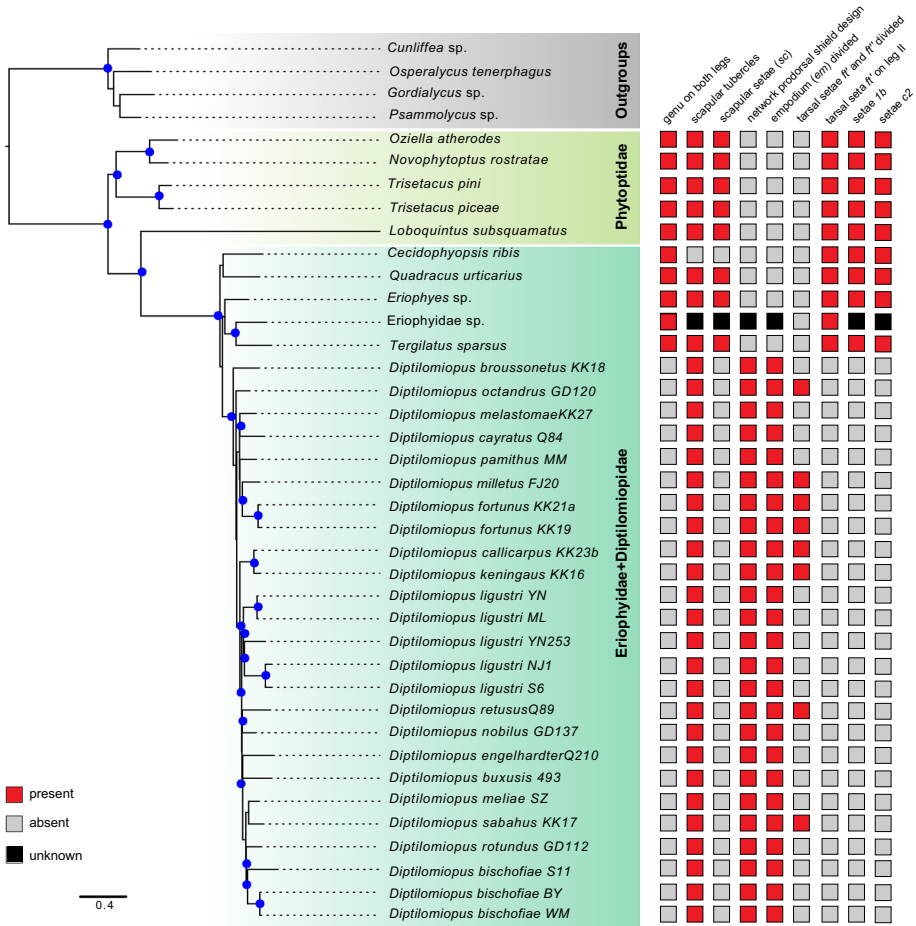 genu on both legs
scapular tubercles
scapular setae (sc)
network prodorsal shield design
empodium (em) divided
tarsal setae ft' and ft'' divided
tarsal seta ft' on leg II
setae 1b
setae c2
Cunliffea sp.
Osperalycus tenerphagus
Gordialycus sp.
Psammolycus sp.
Outgroups
Oziella atherodes
Novophytoptus rostratae
Trisetacus pini
Trisetacus piceae
Loboquintus subsquamatus
Phytoptidae
Cecidophyopsis ribis
Quadracus urticarius
Eriophyes sp.
Eriophyidae sp.
Tergilatus sparsus
Diptilomiopus broussonetus KK18
Diptilomiopus octandrus GD120
Diptilomiopus melastomaeKK27
Diptilomiopus cayratus Q84
Diptilomiopus pamithus MM
Diptilomiopus milletus FJ20
Diptilomiopus fortunus KK21a
Diptilomiopus fortunus KK19
Diptilomiopus callicarpus KK23b
Diptilomiopus keningaus KK16
Diptilomiopus ligustri YN
Diptilomiopus ligustri ML
Diptilomiopus ligustri YN253
Diptilomiopus ligustri NJ1
Diptilomiopus ligustri S6
Diptilomiopus retususQ89
Diptilomiopus nobilus GD137
Diptilomiopus engelhardterQ210
Diptilomiopus buxusis 493
Diptilomiopus meliae SZ
Diptilomiopus sabahus KK17
Diptilomiopus rotundus GD112
Diptilomiopus bischofiae S11
Diptilomiopus bischofiae BY
Diptilomiopus bischofiae WM
Eriophyidae+Diptilomiopidae
present
absent
unknown
0.4